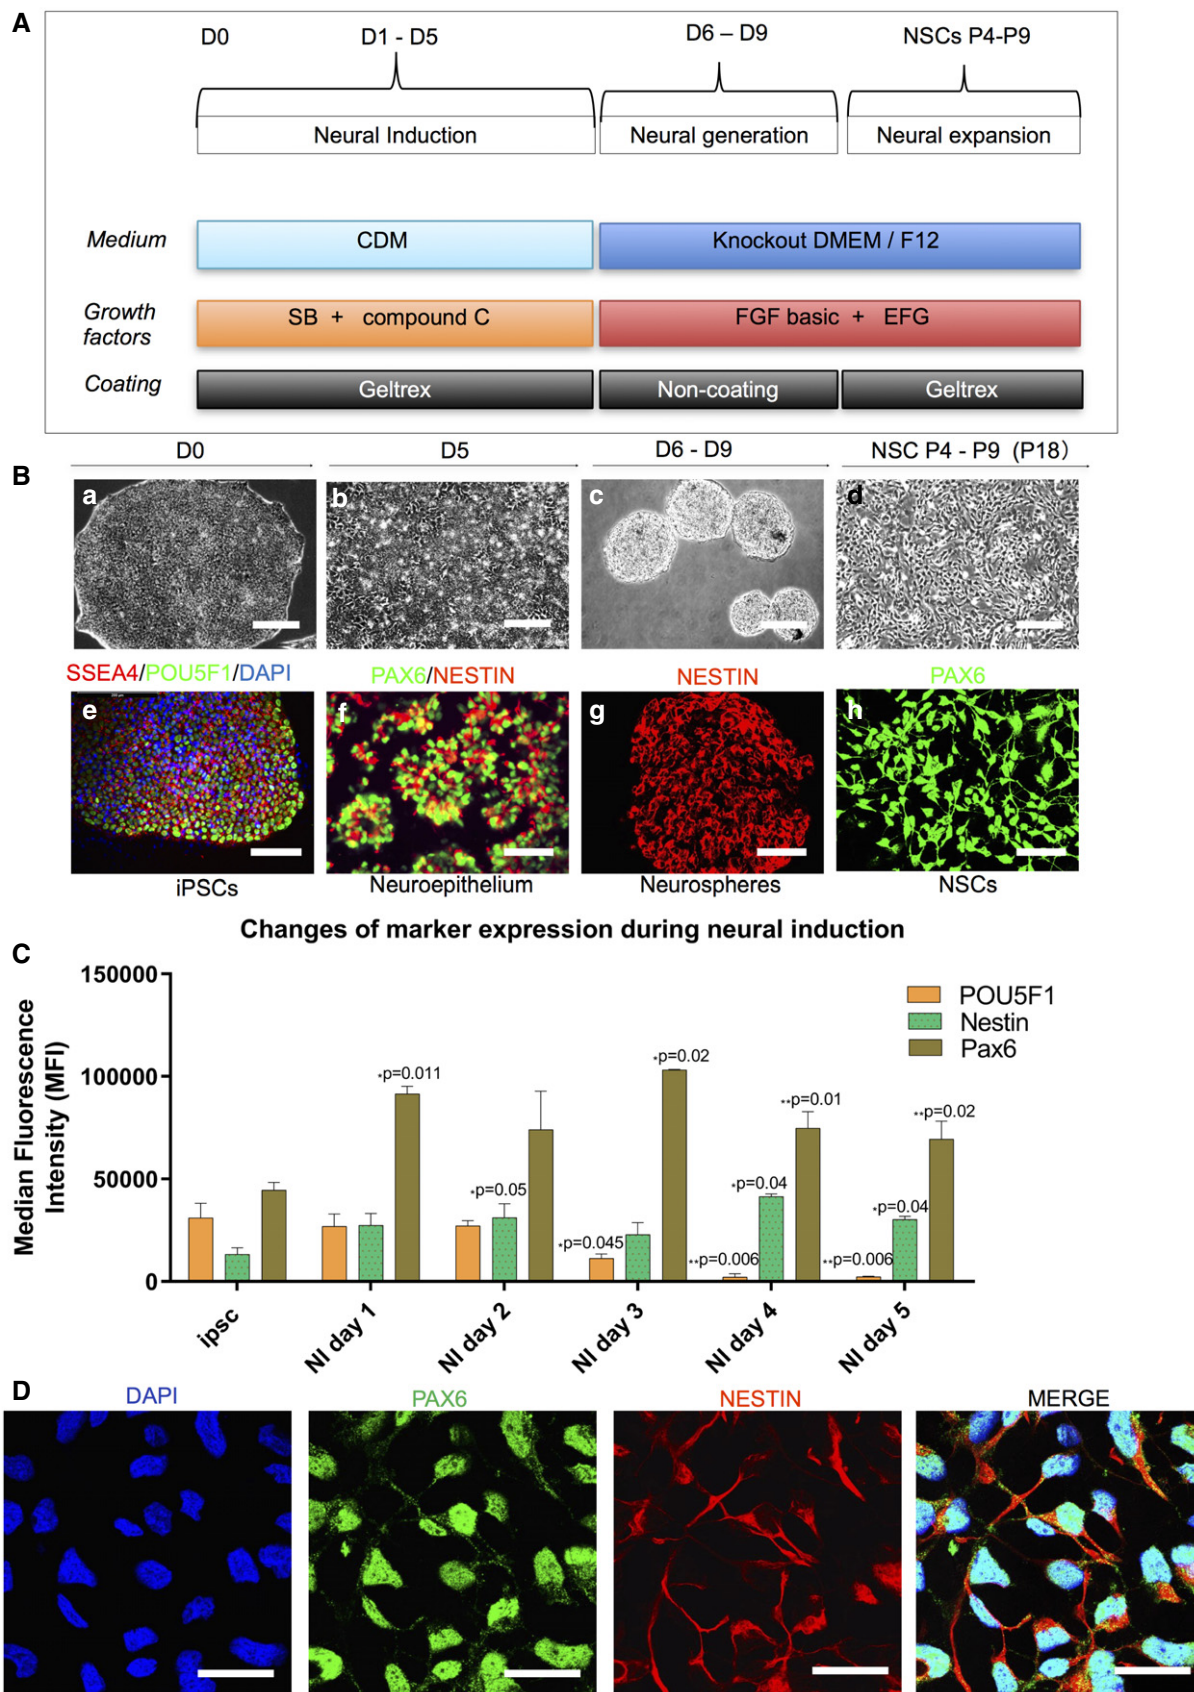 A
D0 D1 - D5 D6 – D9 NSCs P4-P9
Neural Induction Neural generation Neural expansion
Medium CDM Knockout DMEM / F12
Growth
factors
SB + compound C FGF basic + EFG
Coating Geltrex Non-coating Geltrex
B
D0 D5 D6 - D9 NSC P4 - P9 (P18)
a b c d
SSEA4/POU5F1/DAPI PAX6/NESTIN NESTIN PAX6
e f g h
iPSCs Neuroepithelium Neurospheres NSCs
Changes of marker expression during neural induction
C
Median Fluorescence
Intensity (MFI)
150000
100000
50000
0
POU5F1
Nestin
Pax6
*p=0.011
*p=0.05
*p=0.045
*p=0.02
**p=0.006
*p=0.04
**p=0.01
**p=0.006
*p=0.04
**p=0.02
ipsc NI day 1 NI day 2 NI day 3 NI day 4 NI day 5
D
DAPI PAX6 NESTIN MERGE